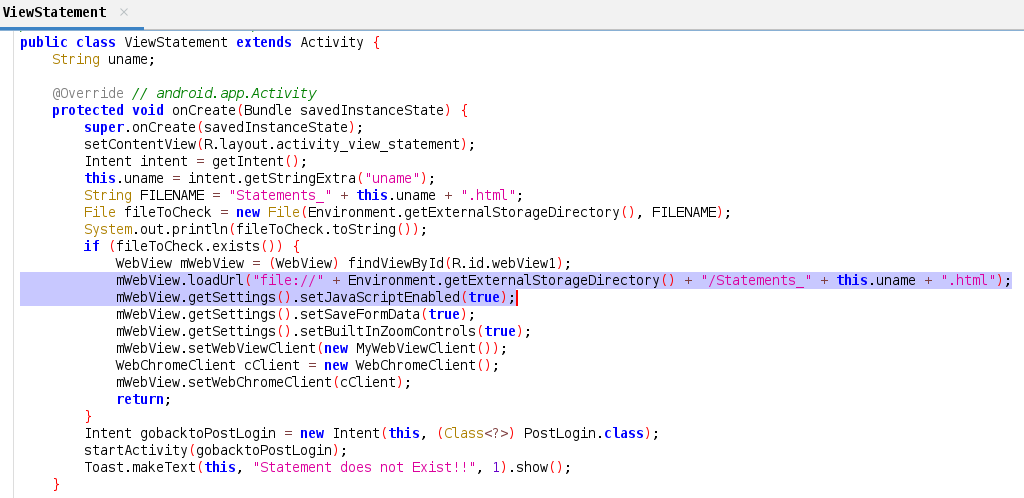 ViewStatement ×
public class ViewStatement extends Activity {
    String uname;

    @Override // android.app.Activity
    protected void onCreate(Bundle savedInstanceState) {
        super.onCreate(savedInstanceState);
        setContentView(R.layout.activity_view_statement);
        Intent intent = getIntent();
        this.uname = intent.getStringExtra("uname");
        String FILENAME = "Statements_" + this.uname + ".html";
        File fileToCheck = new File(Environment.getExternalStorageDirectory(), FILENAME);
        System.out.println(fileToCheck.toString());
        if (fileToCheck.exists()) {
            WebView mWebView = (WebView) findViewById(R.id.webView1);
            mWebView.loadUrl("file://" + Environment.getExternalStorageDirectory() + "/Statements_" + this.uname + ".html");
            mWebView.getSettings().setJavaScriptEnabled(true);
            mWebView.getSettings().setSaveFormData(true);
            mWebView.getSettings().setBuiltInZoomControls(true);
            mWebView.setWebViewClient(new MyWebViewClient());
            WebChromeClient cClient = new WebChromeClient();
            mWebView.setWebChromeClient(cClient);
            return;
        }
        Intent gobacktoPostLogin = new Intent(this, (Class<?>) PostLogin.class);
        startActivity(gobacktoPostLogin);
        Toast.makeText(this, "Statement does not Exist!!", 1).show();
    }